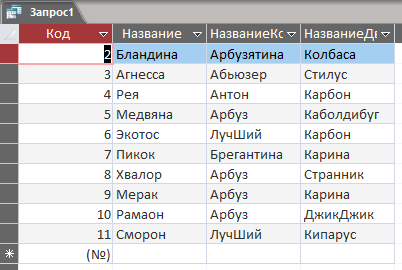 Запрос1
Код Название НазваниеКо НазваниеДв
2 Бландина Арбузятина Колбаса
3 Агнесса Абьюзер Стилус
4 Рея Антон Карбон
5 Медвяна Арбуз Каболдибуг
6 Экотос ЛучШий Карбон
7 Пикок Брегантина Карина
8 Хвалор Арбуз Странник
9 Мерак Арбуз Карина
10 Рамаон Арбуз ДжикДжик
11 Сморон ЛучШий Кипарус
(№)